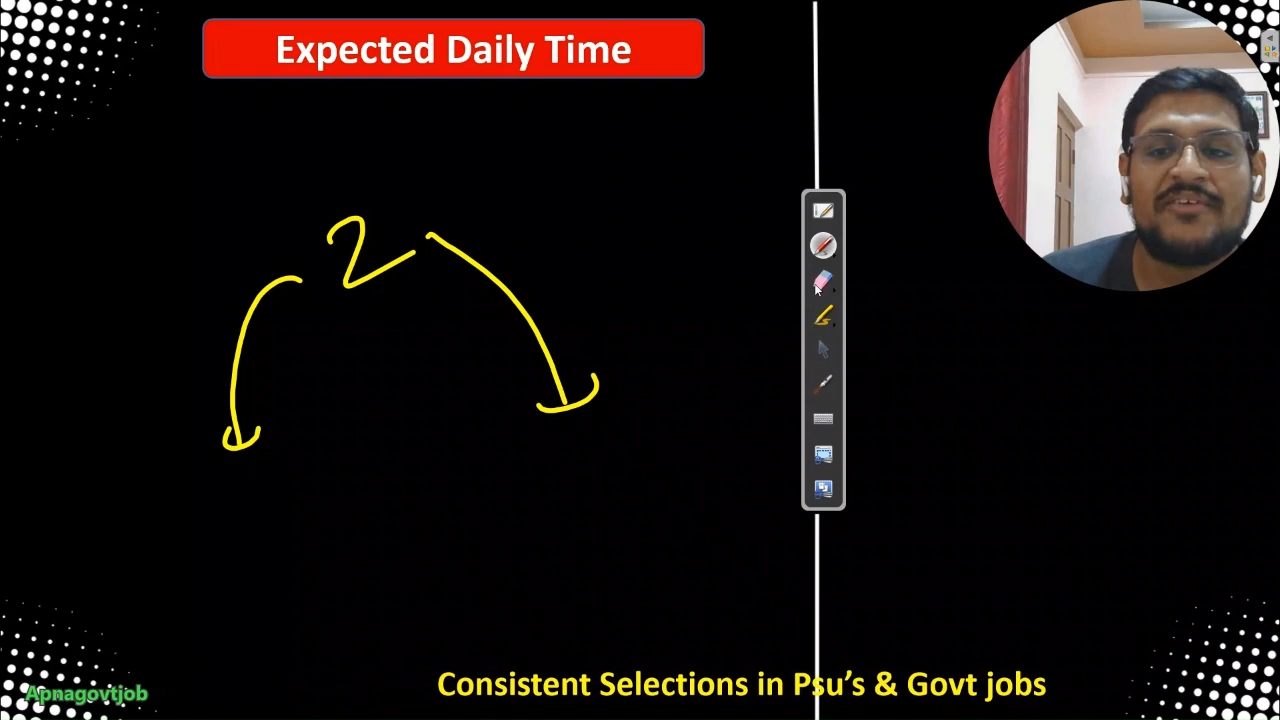 Expected Daily Time
2
Consistent Selections in Psu's & Govt jobs
Apnagovtjob